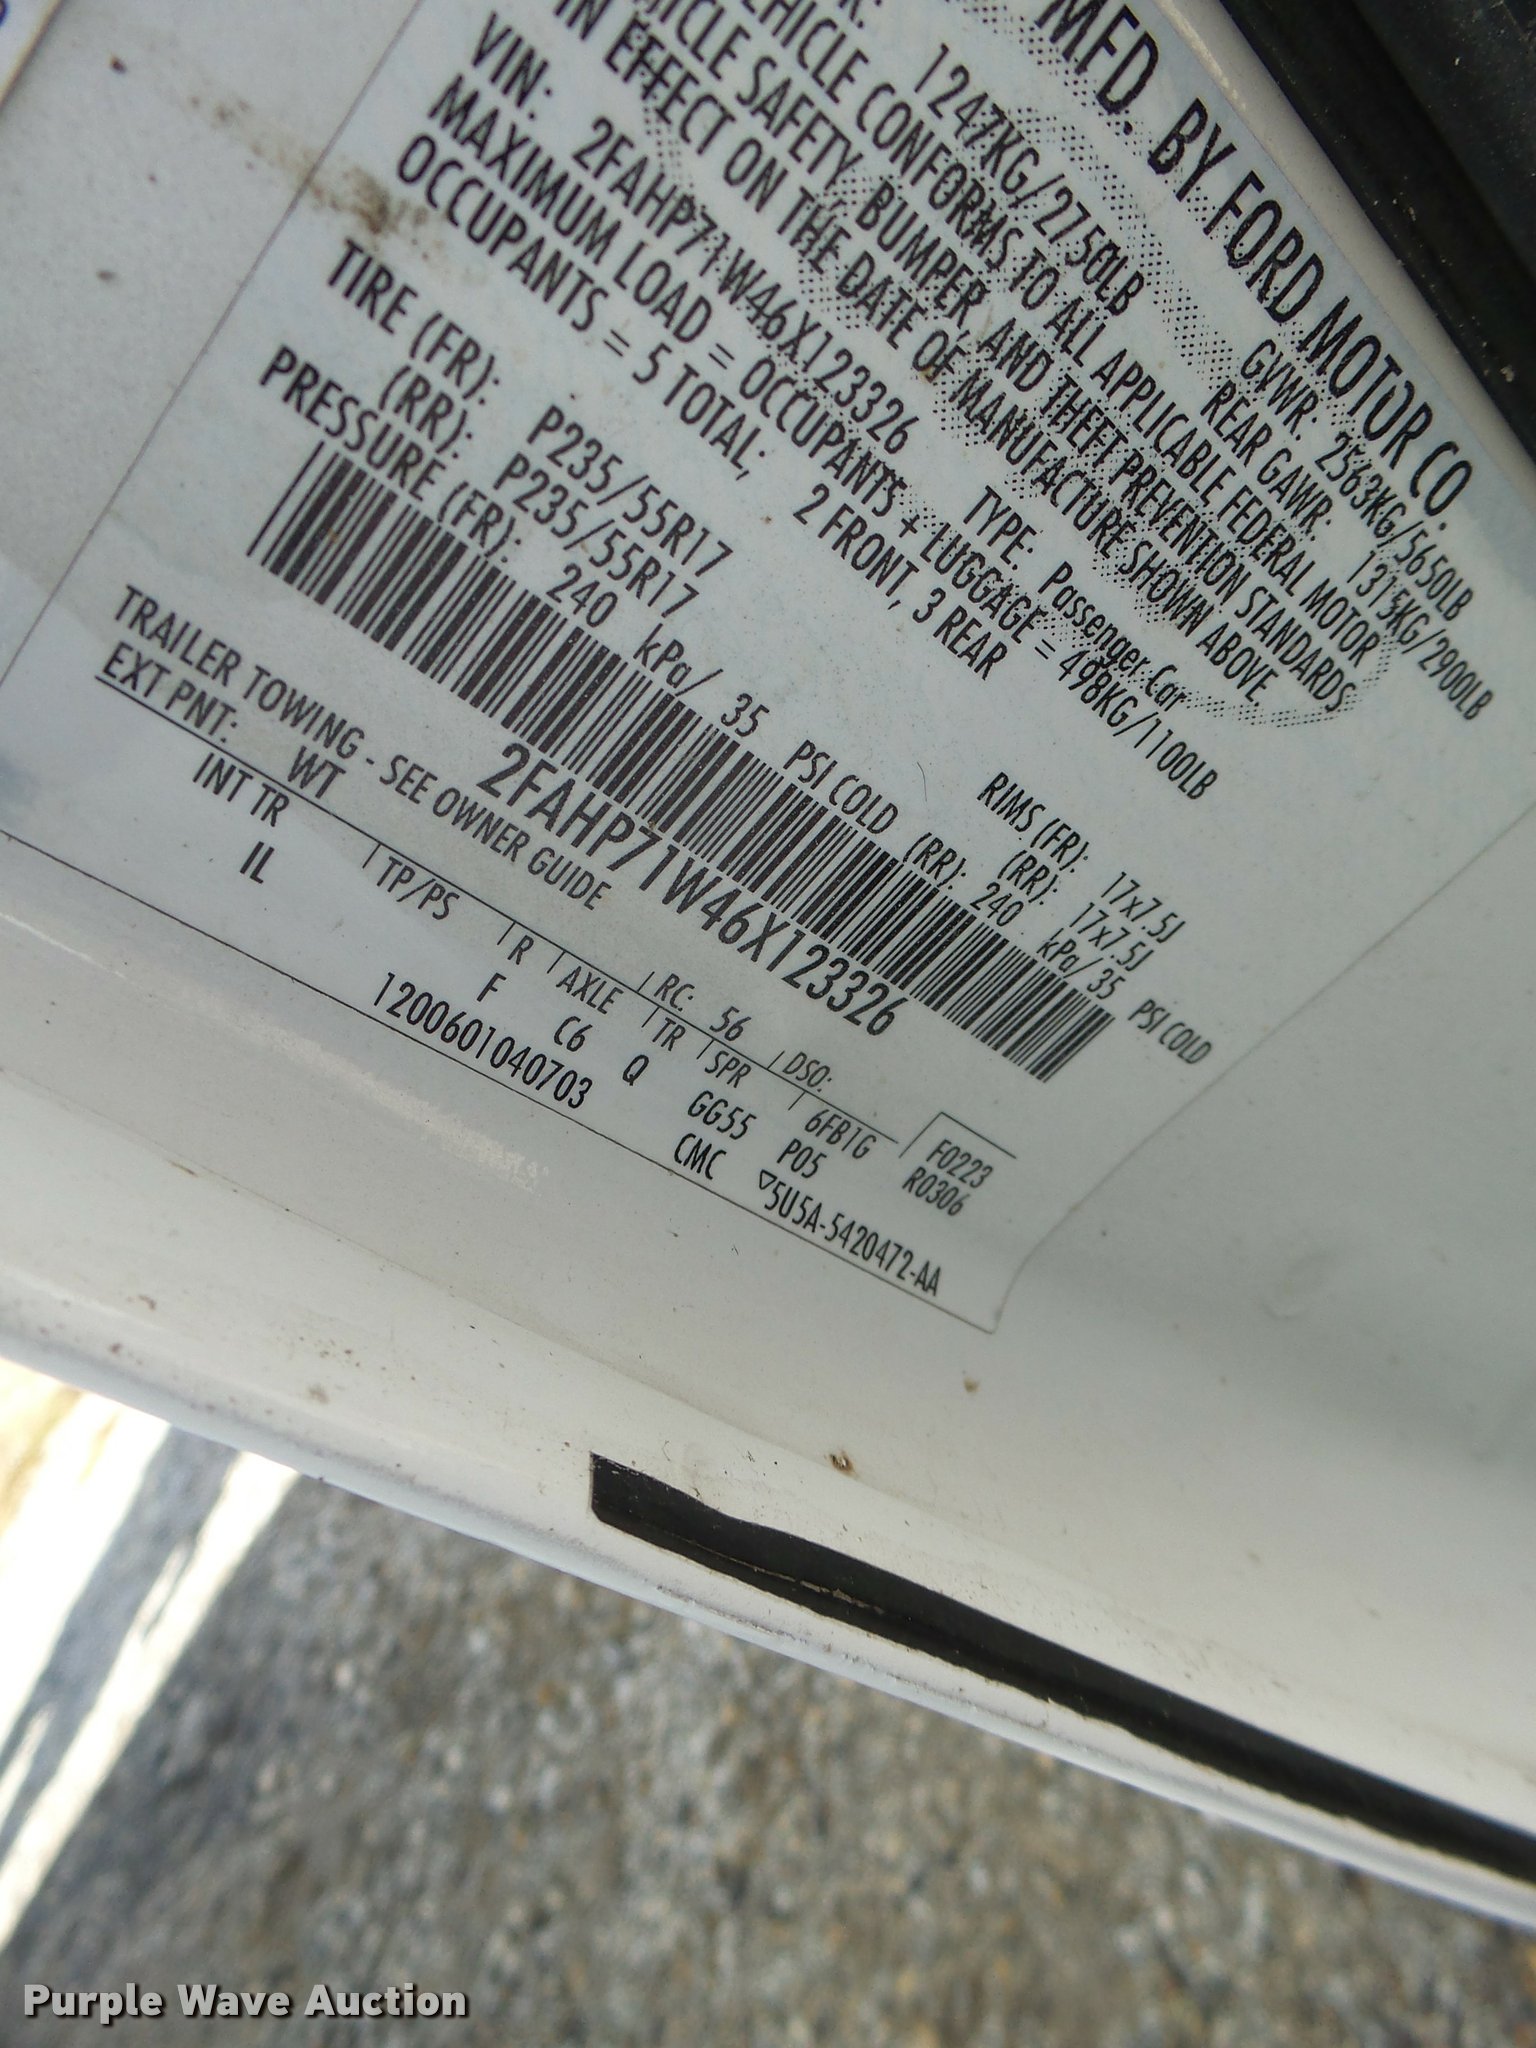 MFD. BY FORD MOTOR CO.
GVWR: 2563KG/5650LB
1247KG/2750LB REAR GAWR: 1315KG/2900LB
VEHICLE CONFORMS TO ALL APPLICABLE FEDERAL MOTOR
SAFETY, BUMPER, AND THEFT PREVENTION STANDARDS
IN EFFECT ON THE DATE OF MANUFACTURE SHOWN ABOVE.
VIN: 2FAHP71W46X123326 TYPE: Passenger Car
MAXIMUM LOAD = OCCUPANTS + LUGGAGE = 498KG/1100LB
OCCUPANTS = 5 TOTAL; 2 FRONT, 3 REAR
TIRE (FR): P235/55R17 RIMS (FR): 17x7.5J
(RR): P235/55R17 (RR): 17x7.5J
PRESSURE (FR): 240 kPa/ 35 PSI COLD (RR): 240 kPa/ 35 PSI COLD
2FAHP71W46X123326
TRAILER TOWING - SEE OWNER GUIDE
EXT PNT: WT RC: 56 DSO: F0223
INT TR TP/PS R AXLE TR SPR 6FB1G R0306
IL F C6 Q GG55 P05
1200601040703 CMC ▽5U5A-5420472-AA
Purple Wave Auction